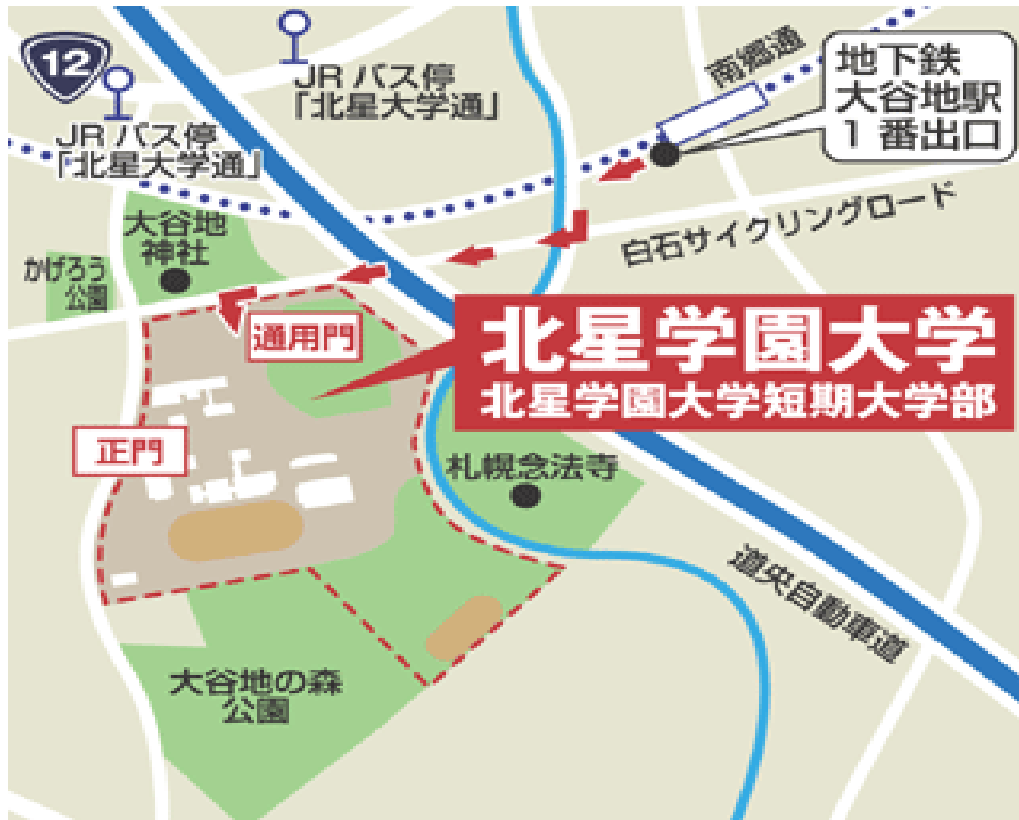 12
JRバス停
「北星大学通」
JRバス停
「北星大学通」
南郷通
地下鉄
大谷地駅
1番出口
白石サイクリングロード
大谷地
神社
かげろう
公園
通用門
北星学園大学
北星学園大学短期大学部
正門
札幌念法寺
道央自動車道
大谷地の森
公園